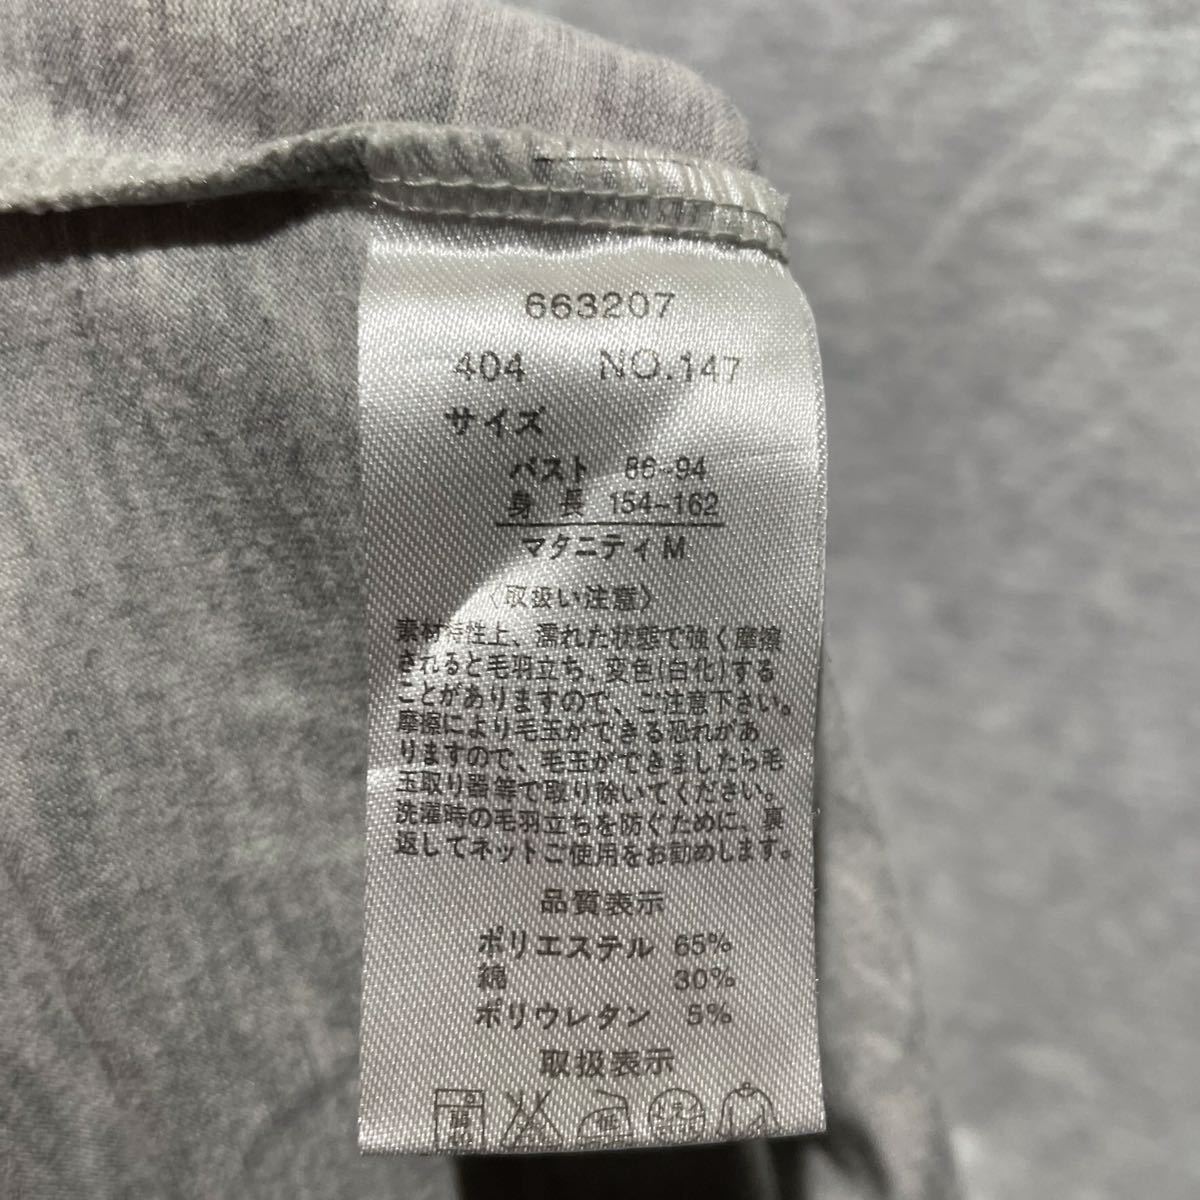 663207
404 NO.147
サイズ
バスト 86~94
身長 154~162
マタニティM
〈取扱い注意〉
素材特性上、濡れた状態で強く摩擦
されると毛羽立ち、変色(白化)する
ことがありますので、ご注意下さい。
摩擦により毛玉ができる恐れがあ
りますので、毛玉ができましたら毛
玉取り器等で取り除いてください。
洗濯時の毛羽立ちを防ぐために、裏
返してネットご使用をお勧めします。
品質表示
ポリエステル 65%
綿 30%
ポリウレタン 5%
取扱表示